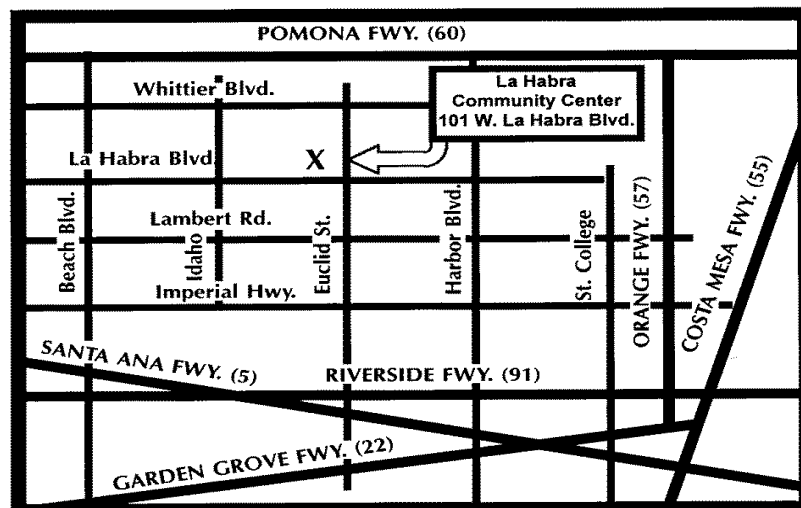 POMONA FWY. (60)
Whittier Blvd.
La Habra
Community Center
101 W. La Habra Blvd.
La Habra Blvd.
X
Lambert Rd.
Beach Blvd.
Idaho
Euclid St.
Harbor Blvd.
St. College
ORANGE FWY. (57)
COSTA MESA FWY. (55)
Imperial Hwy.
SANTA ANA FWY. (5)
RIVERSIDE FWY. (91)
GARDEN GROVE FWY. (22)